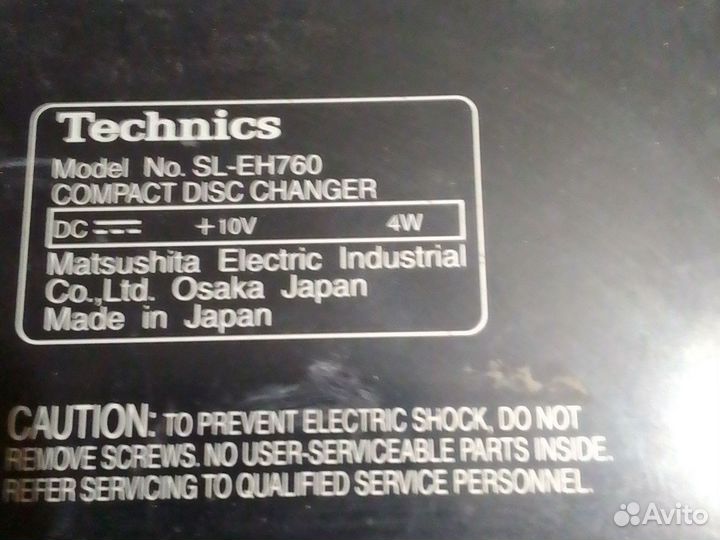 Technics
Model No. SL-EH760
COMPACT DISC CHANGER
DC +10V 4W
Matsushita Electric Industrial
Co.,Ltd. Osaka Japan
Made in Japan
CAUTION: TO PREVENT ELECTRIC SHOCK, DO NOT
REMOVE SCREWS. NO USER-SERVICEABLE PARTS INSIDE.
REFER SERVICING TO QUALIFIED SERVICE PERSONNEL.
Avito